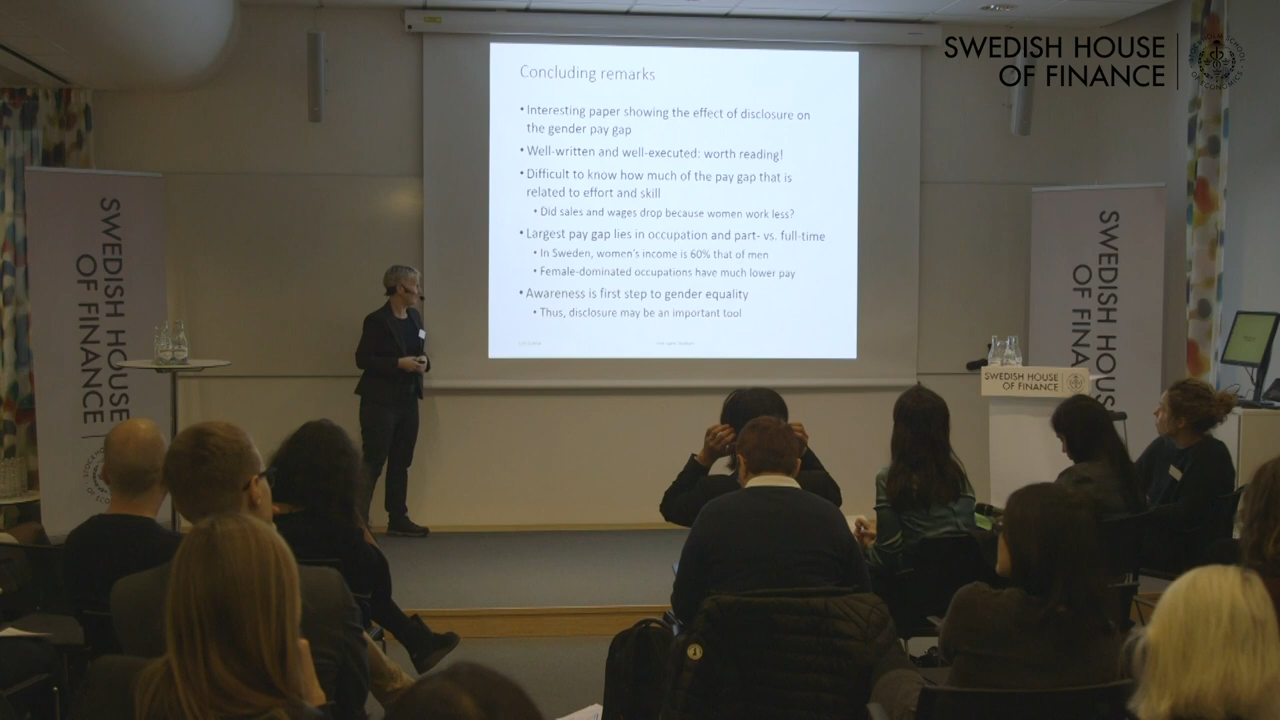 SWEDISH HOUSE
OF FINANCE
Concluding remarks
• Interesting paper showing the effect of disclosure on
the gender pay gap
• Well-written and well-executed: worth reading!
• Difficult to know how much of the pay gap that is
related to effort and skill
• Did sales and wages drop because women work less?
• Largest pay gap lies in occupation and part- vs. full-time
• In Sweden, women's income is 60% that of men
• Female-dominated occupations have much lower pay
• Awareness is first step to gender equality
• Thus, disclosure may be an important tool
SWEDISH HOUSE
OF FINANCE
SWEDISH HOUS
OF FINA
SWEDISH HOUSE
OF FINANCE